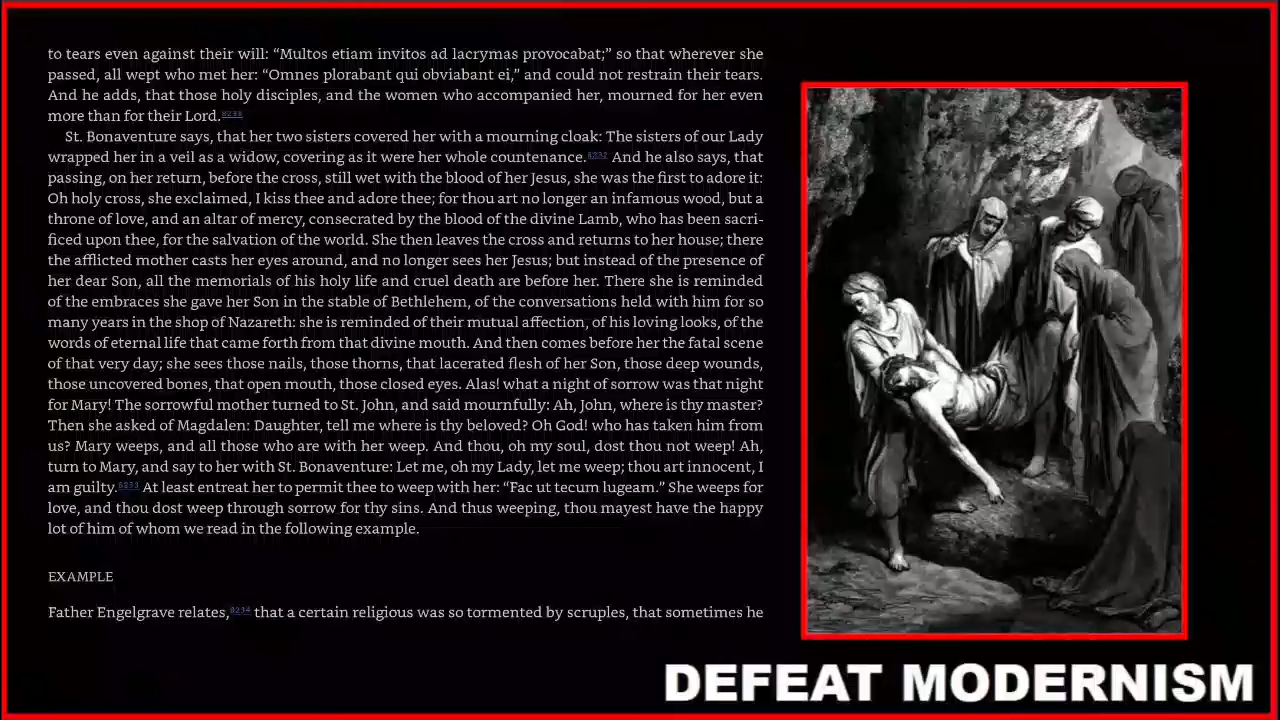 to tears even against their will: “Multos etiam invitos ad lacrymas provocabat;” so that wherever she
passed, all wept who met her: “Omnes plorabant qui obviabant ei,” and could not restrain their tears.
And he adds, that those holy disciples, and the women who accompanied her, mourned for her even
more than for their Lord.8231
St. Bonaventure says, that her two sisters covered her with a mourning cloak: The sisters of our Lady
wrapped her in a veil as a widow, covering as it were her whole countenance.8232 And he also says, that
passing, on her return, before the cross, still wet with the blood of her Jesus, she was the first to adore it:
Oh holy cross, she exclaimed, I kiss thee and adore thee; for thou art no longer an infamous wood, but a
throne of love, and an altar of mercy, consecrated by the blood of the divine Lamb, who has been sacri-
ficed upon thee, for the salvation of the world. She then leaves the cross and returns to her house; there
the afflicted mother casts her eyes around, and no longer sees her Jesus; but instead of the presence of
her dear Son, all the memorials of his holy life and cruel death are before her. There she is reminded
of the embraces she gave her Son in the stable of Bethlehem, of the conversations held with him for so
many years in the shop of Nazareth: she is reminded of their mutual affection, of his loving looks, of the
words of eternal life that came forth from that divine mouth. And then comes before her the fatal scene
of that very day; she sees those nails, those thorns, that lacerated flesh of her Son, those deep wounds,
those uncovered bones, that open mouth, those closed eyes. Alas! what a night of sorrow was that night
for Mary! The sorrowful mother turned to St. John, and said mournfully: Ah, John, where is thy master?
Then she asked of Magdalen: Daughter, tell me where is thy beloved? Oh God! who has taken him from
us? Mary weeps, and all those who are with her weep. And thou, oh my soul, dost thou not weep! Ah,
turn to Mary, and say to her with St. Bonaventure: Let me, oh my Lady, let me weep; thou art innocent, I
am guilty.8233 At least entreat her to permit thee to weep with her: “Fac ut tecum lugeam.” She weeps for
love, and thou dost weep through sorrow for thy sins. And thus weeping, thou mayest have the happy
lot of him of whom we read in the following example.
EXAMPLE
Father Engelgrave relates,8234 that a certain religious was so tormented by scruples, that sometimes he
DEFEAT MODERNISM